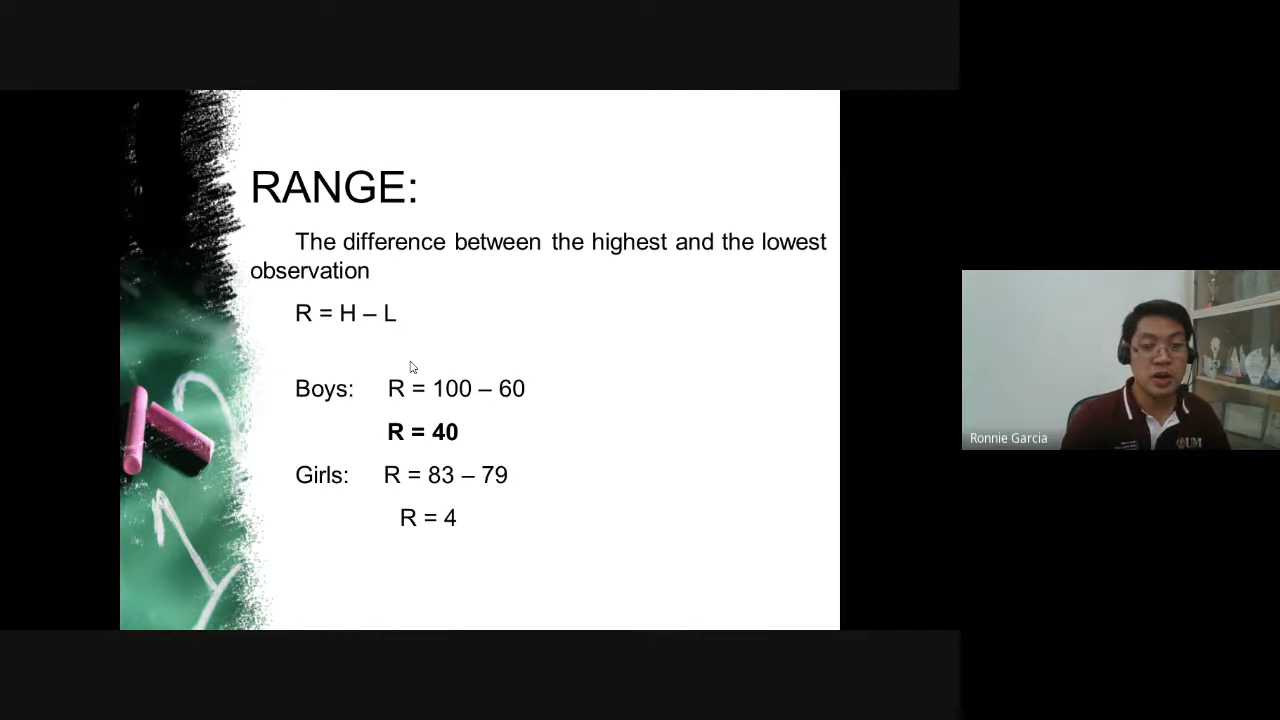 RANGE:
The difference between the highest and the lowest
observation
R = H – L
Boys: R = 100 – 60
R = 40
Girls: R = 83 – 79
R = 4
Ronnie Garcia
UM